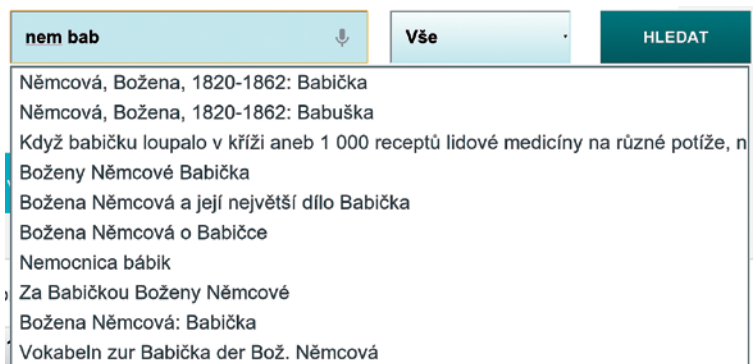 nem bab
Vše
HLEDAT
Němcová, Božena, 1820-1862: Babička
Němcová, Božena, 1820-1862: Babuška
Když babičku loupalo v kříži aneb 1 000 receptů lidové medicíny na různé potíže, n
Boženy Němcové Babička
Božena Němcová a její největší dílo Babička
Božena Němcová o Babičce
Nemocnica bábik
Za Babičkou Boženy Němcové
Božena Němcová: Babička
Vokabeln zur Babička der Bož. Němcová